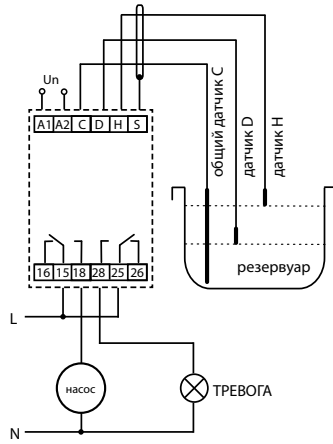 Un
A1 A2 C D H S
общий датчик C
датчик D
датчик H
резервуар
16 15 18 28 25 26
L
насос
ТРЕВОГА
N